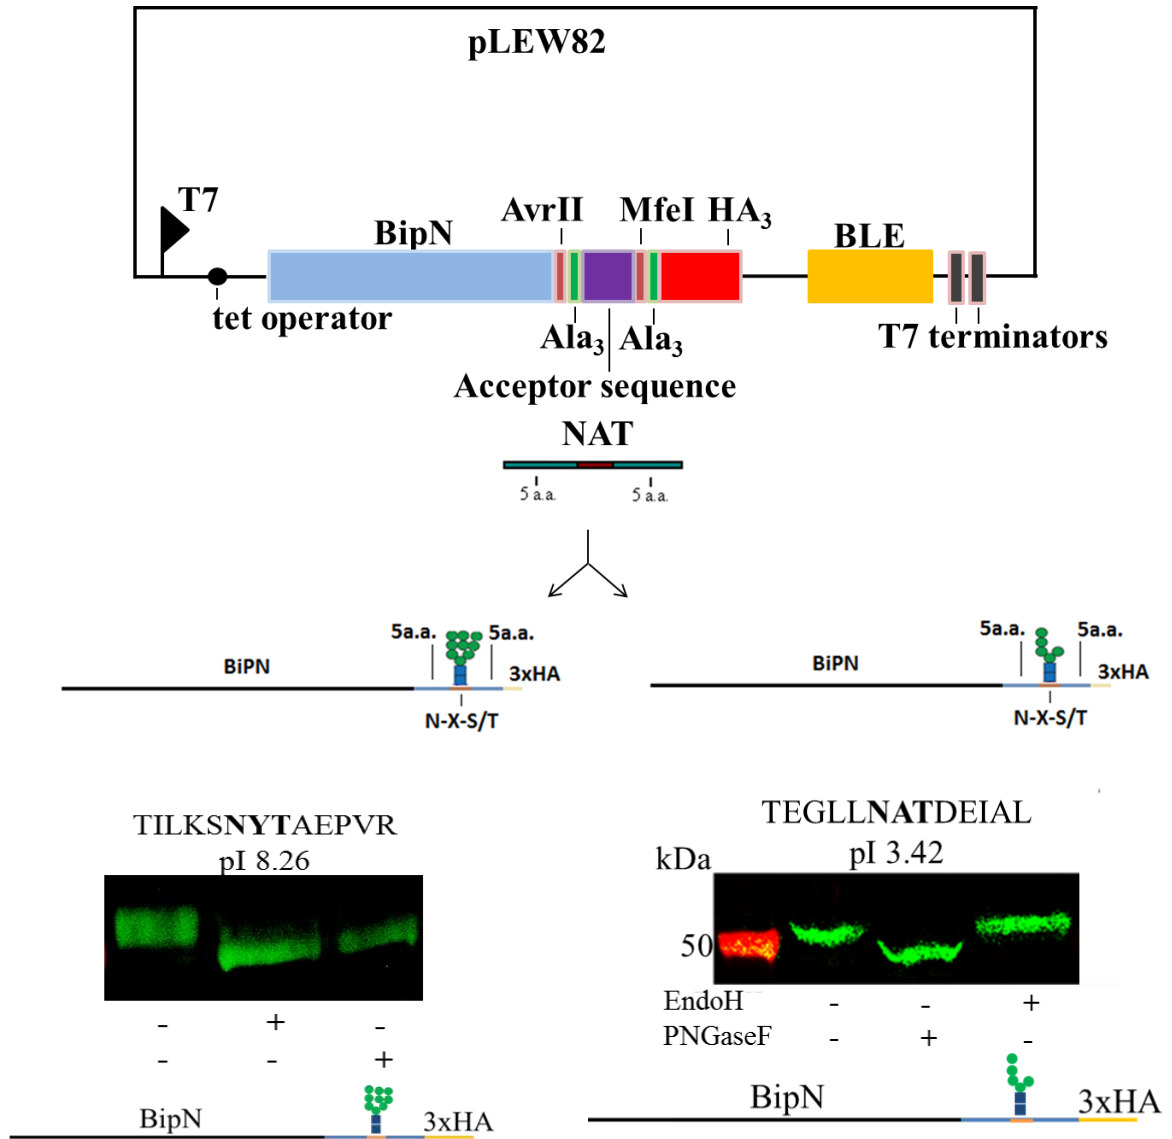 pLEW82
T7
BipN
AvrII
MfeI
HA3
BLE
tet operator
Ala3
Ala3
T7 terminators
Acceptor sequence
NAT
5 a.a.
5 a.a.
5a.a.
5a.a.
BiPN
3xHA
N-X-S/T
5a.a.
5a.a.
BiPN
3xHA
N-X-S/T
TILKSNYTAEPVR
pI 8.26
- + -
- - +
BipN
3xHA
TEGLLNATDEIAL
kDa
pI 3.42
50
EndoH - - +
PNGaseF - + -
BipN
3xHA